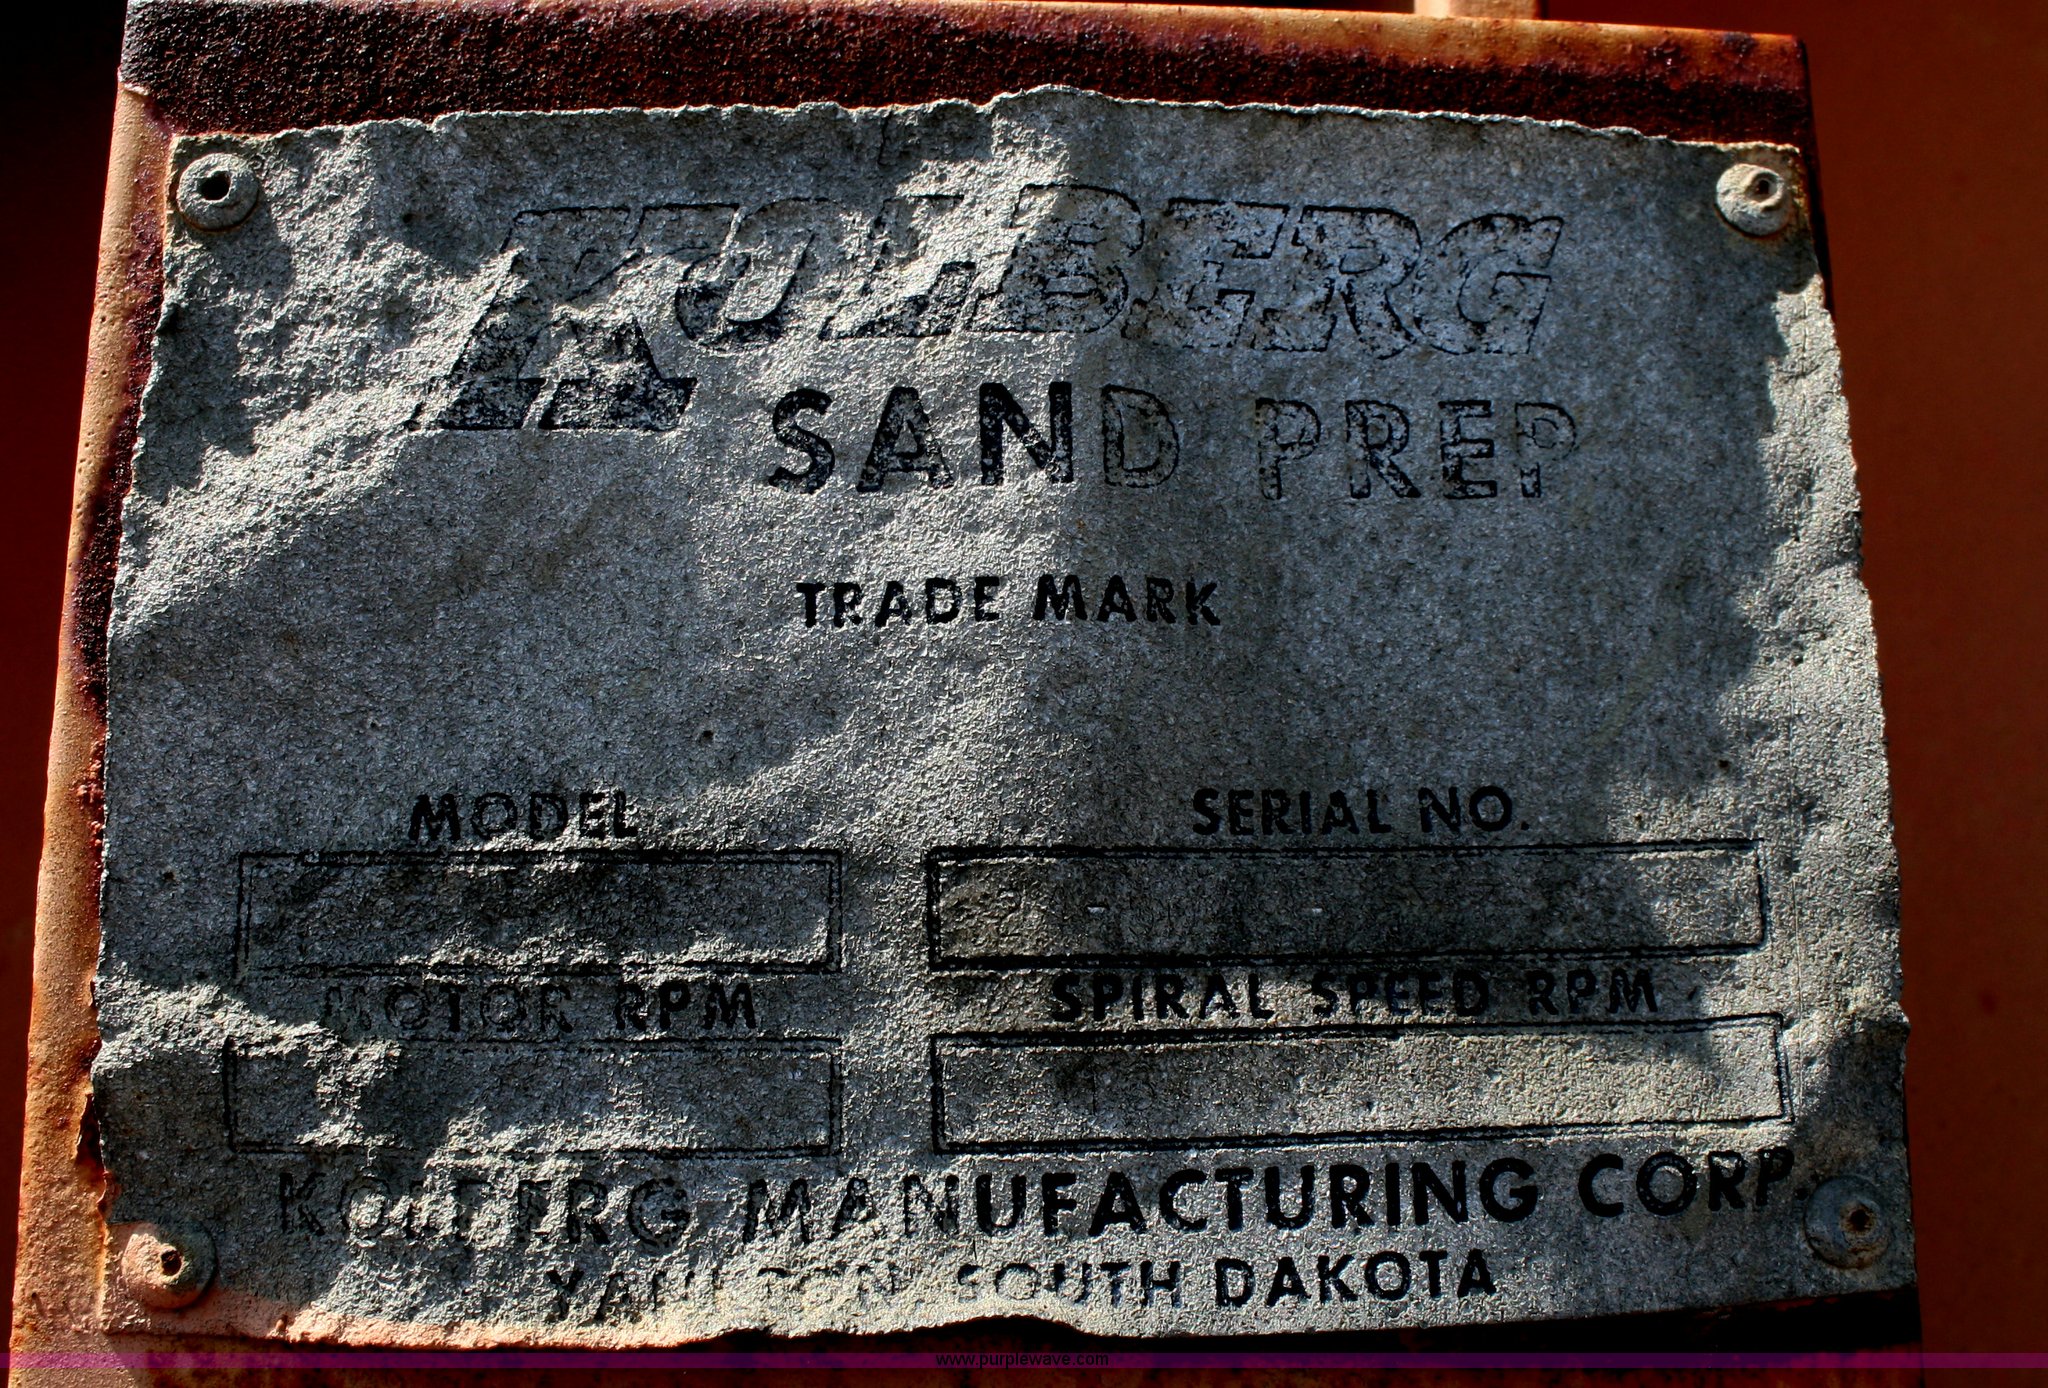 KOLBERG
SAND PREP
TRADE MARK
MODEL SERIAL NO.
MOTOR RPM SPIRAL SPEED RPM
KOLBERG MANUFACTURING CORP.
YANKTON, SOUTH DAKOTA
www.purplewave.com